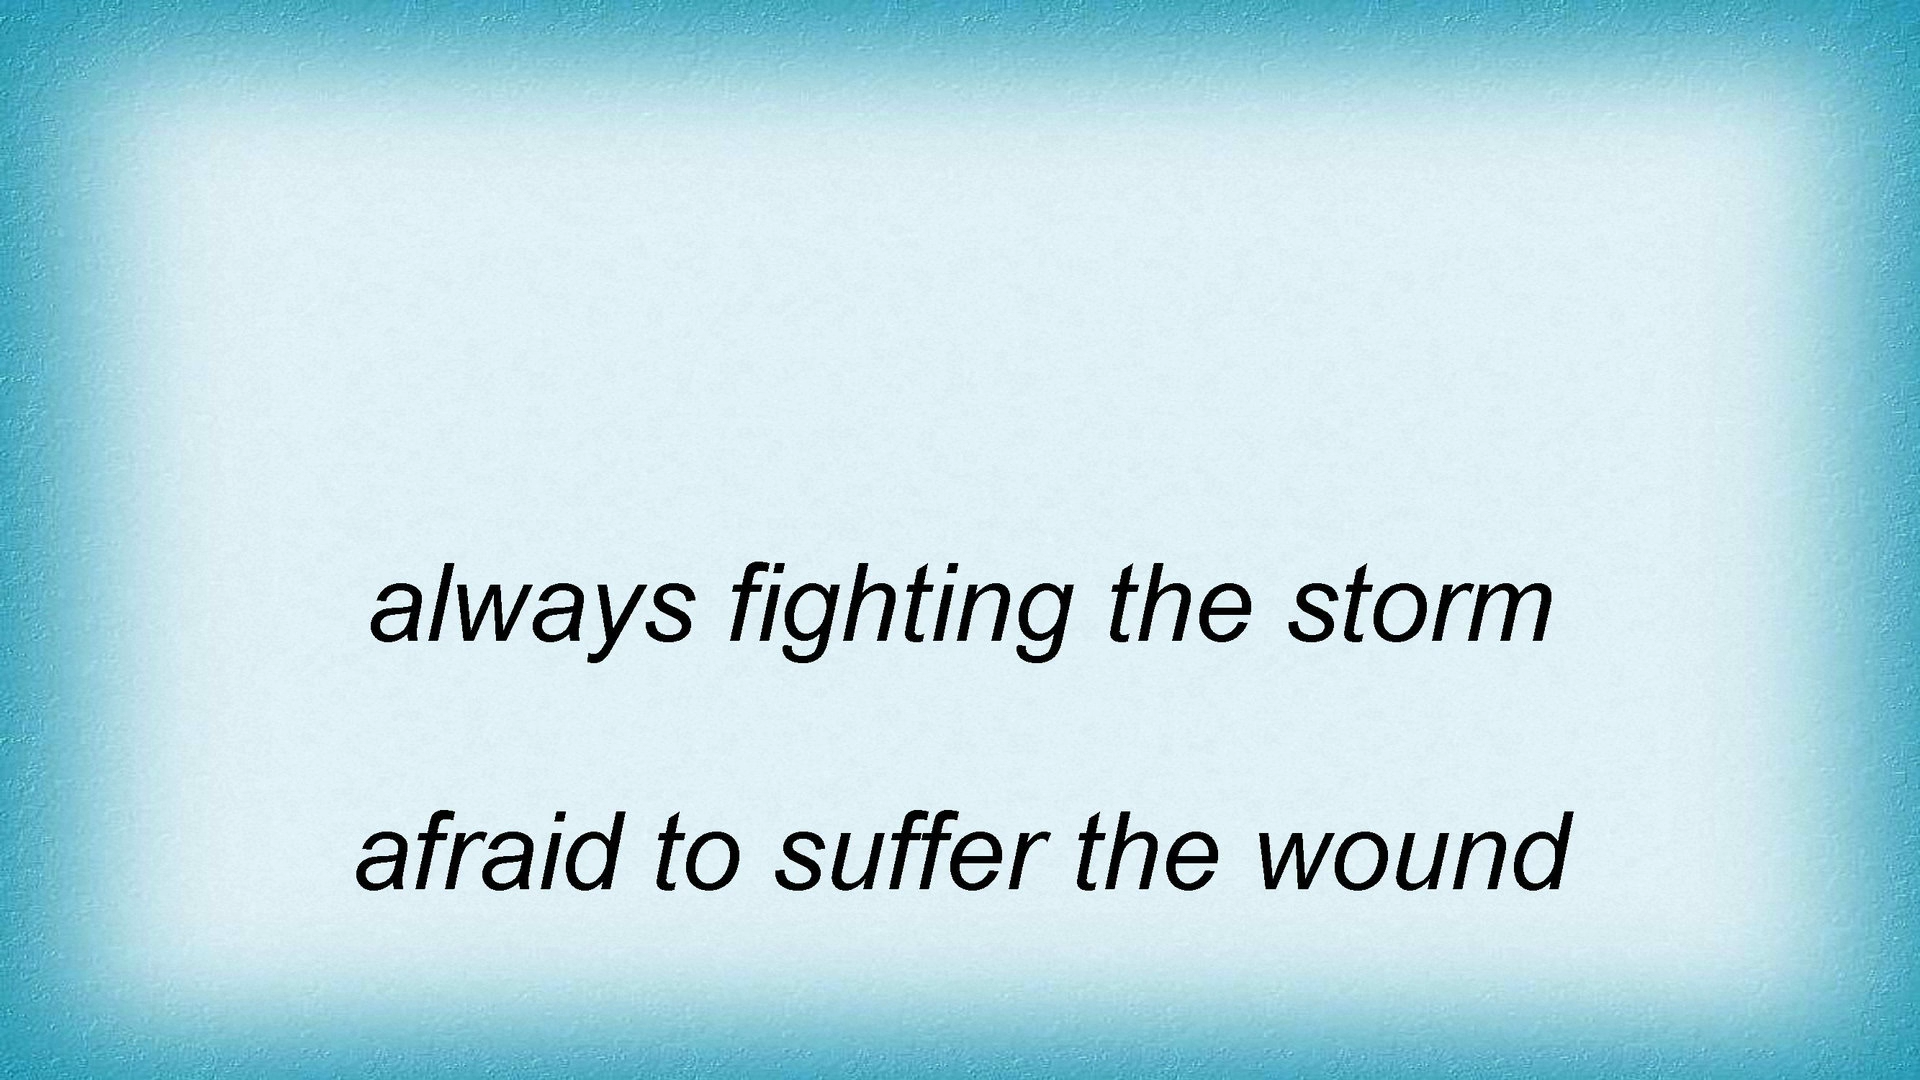 always fighting the storm
afraid to suffer the wound